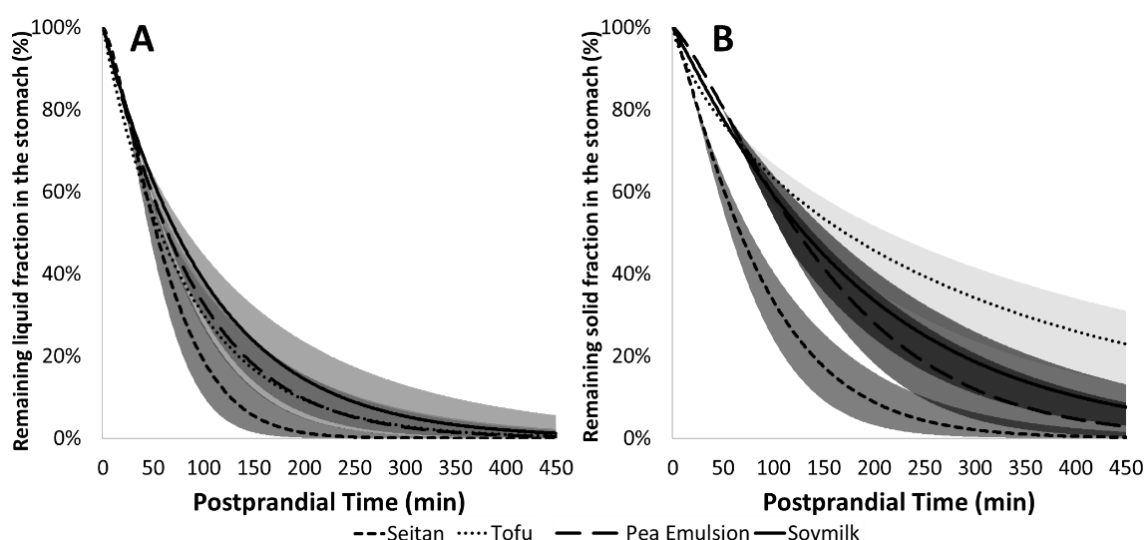 A
Remaining liquid fraction in the stomach (%)
100%
80%
60%
40%
20%
0%
0 50 100 150 200 250 300 350 400 450
Postprandial Time (min)
B
Remaining solid fraction in the stomach (%)
100%
80%
60%
40%
20%
0%
0 50 100 150 200 250 300 350 400 450
Postprandial Time (min)
Seitan Tofu Pea Emulsion Soymilk